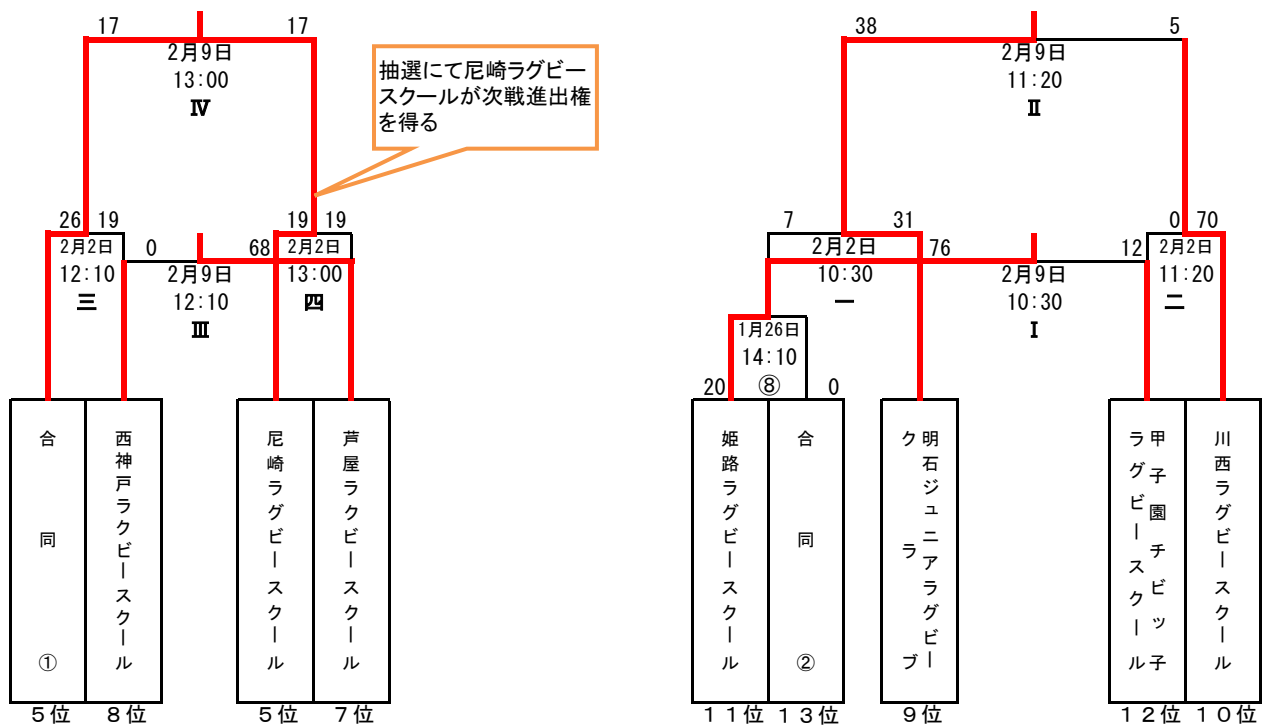 17 17
2月9日
13:00
Ⅳ
抽選にて尼崎ラグビー
スクールが次戦進出権
を得る
26 19
2月2日
12:10
三
0 68
2月9日
12:10
Ⅲ
19 19
2月2日
13:00
四
合同①
西神戸ラクビースクール
尼崎ラグビースクール
芦屋ラクビースクール
5位 8位 5位 7位
38 5
2月9日
11:20
Ⅱ
7 31
2月2日
10:30
一
76 12
2月9日
10:30
Ⅰ
0 70
2月2日
11:20
二
1月26日
14:10
⑧
20 0
姫路ラグビースクール
合同②
明石ジュニアラグビー
クラブ
甲子園チビッ子
ラグビースクール
川西ラグビースクール
11位 13位 9位 12位 10位